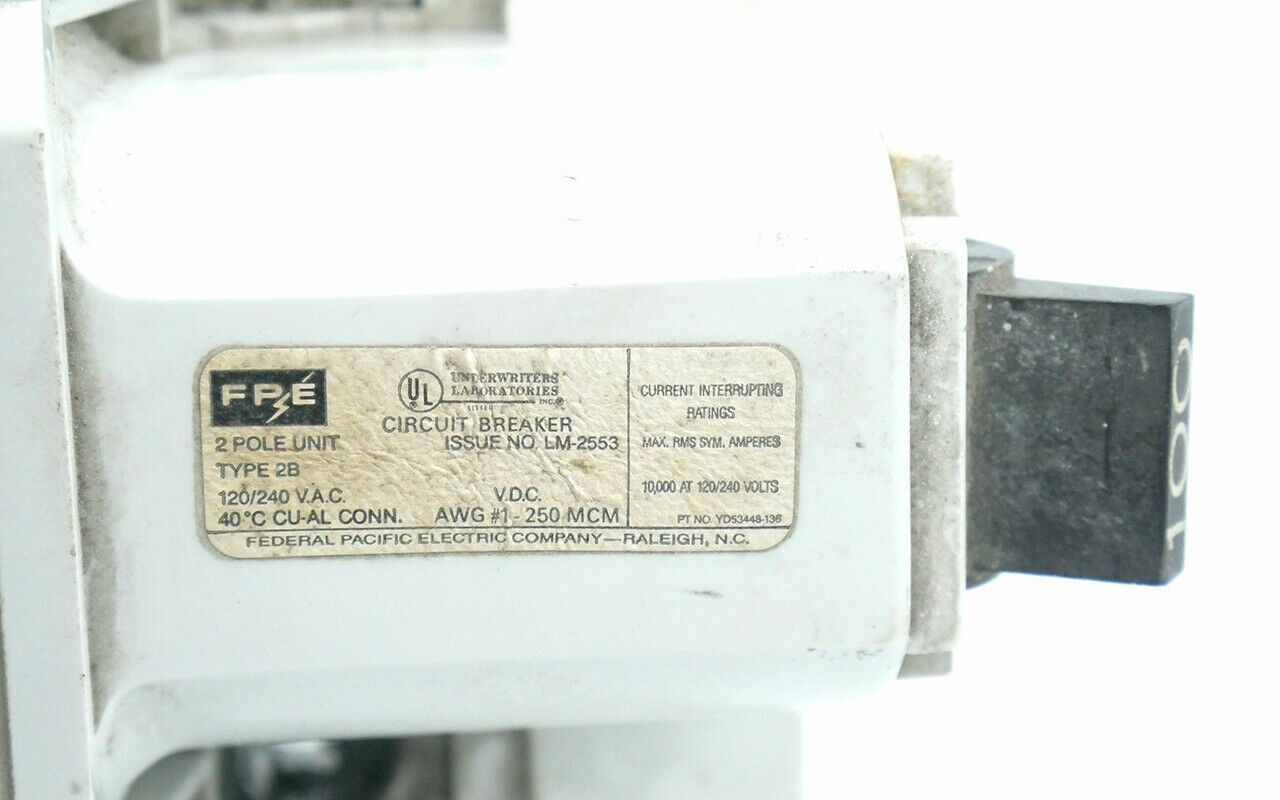 FPE
UL
UNDERWRITERS
LABORATORIES
INC.®
LISTED
CIRCUIT BREAKER
2 POLE UNIT ISSUE NO. LM-2553
TYPE 2B
120/240 V.A.C. V.D.C.
40°C CU-AL CONN. AWG #1 - 250 MCM
CURRENT INTERRUPTING
RATINGS
MAX. RMS SYM. AMPERES
10,000 AT 120/240 VOLTS
PT NO. YD53448-136
FEDERAL PACIFIC ELECTRIC COMPANY—RALEIGH, N.C.
100